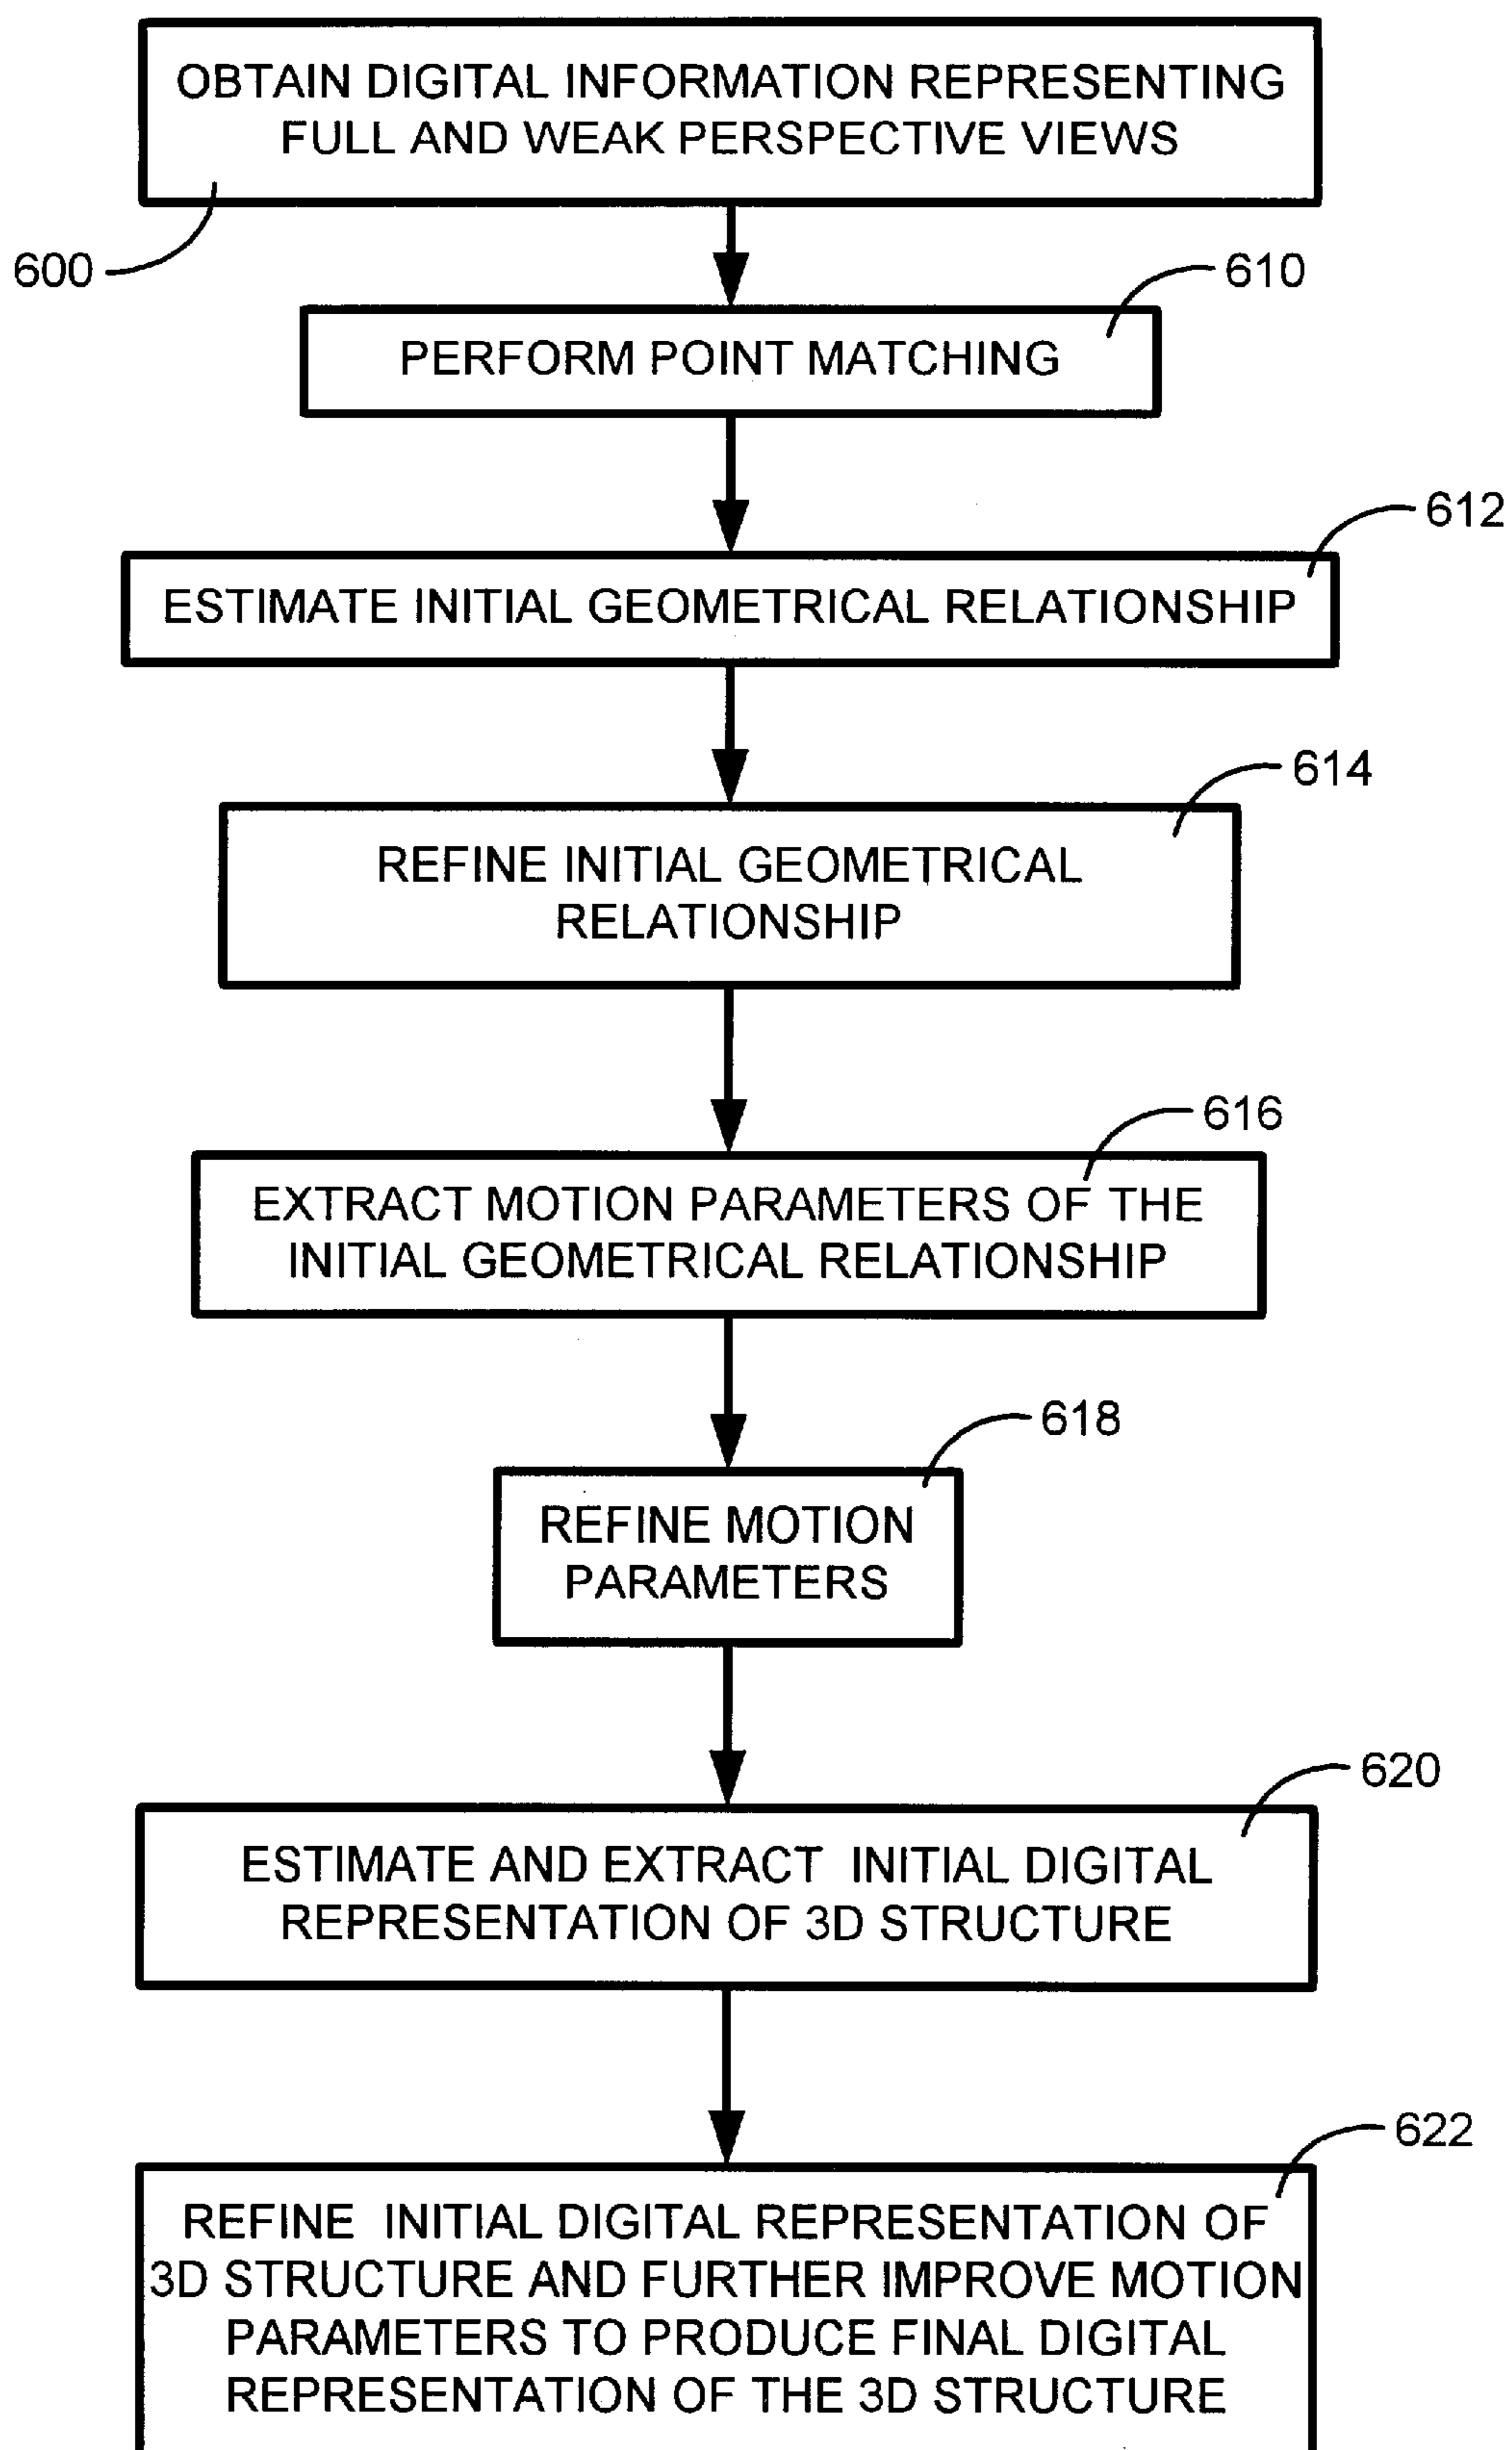 OBTAIN DIGITAL INFORMATION REPRESENTING
FULL AND WEAK PERSPECTIVE VIEWS
600
610
PERFORM POINT MATCHING
612
ESTIMATE INITIAL GEOMETRICAL RELATIONSHIP
614
REFINE INITIAL GEOMETRICAL
RELATIONSHIP
616
EXTRACT MOTION PARAMETERS OF THE
INITIAL GEOMETRICAL RELATIONSHIP
618
REFINE MOTION
PARAMETERS
620
ESTIMATE AND EXTRACT INITIAL DIGITAL
REPRESENTATION OF 3D STRUCTURE
622
REFINE INITIAL DIGITAL REPRESENTATION OF
3D STRUCTURE AND FURTHER IMPROVE MOTION
PARAMETERS TO PRODUCE FINAL DIGITAL
REPRESENTATION OF THE 3D STRUCTURE